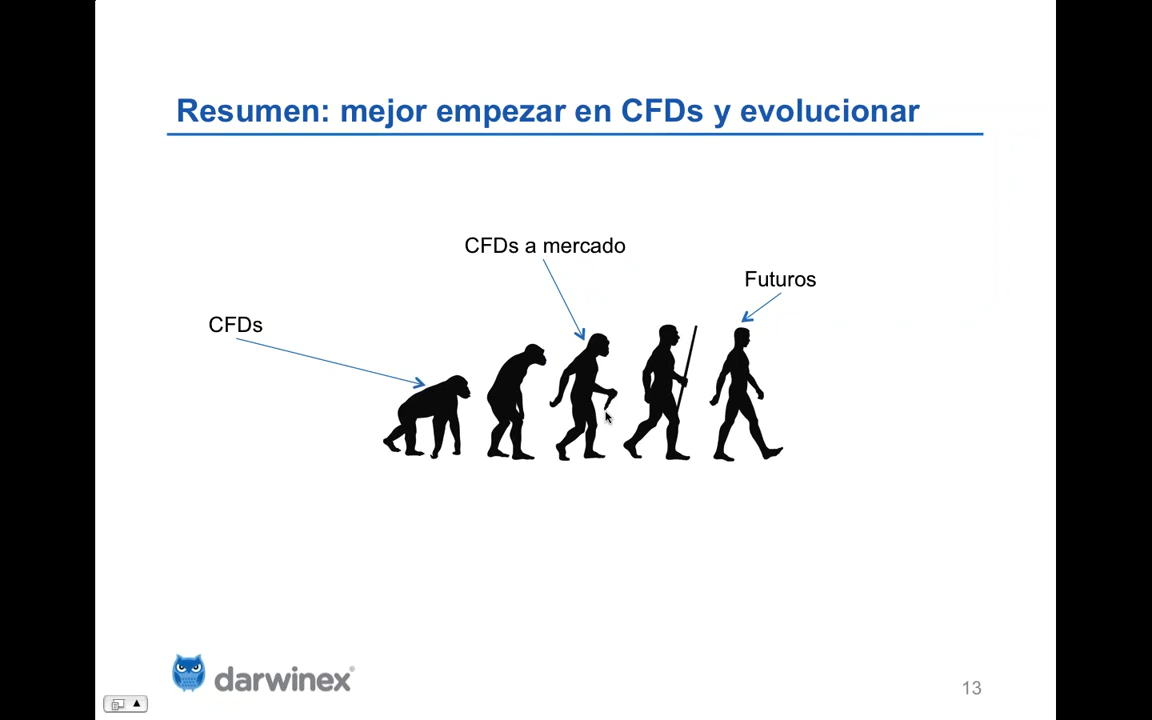 Resumen: mejor empezar en CFDs y evolucionar
CFDs a mercado
Futuros
CFDs
darwinex®
13